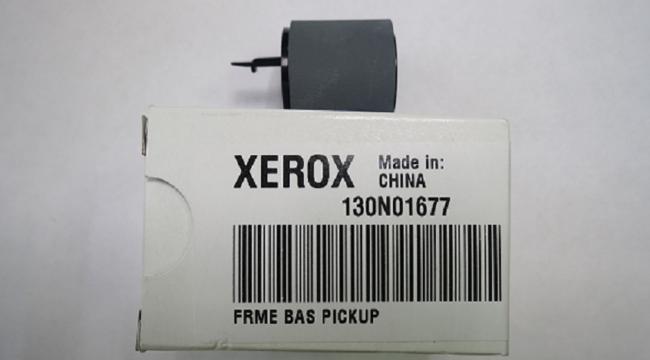 XEROX Made in:
CHINA
130N01677
FRME BAS PICKUP